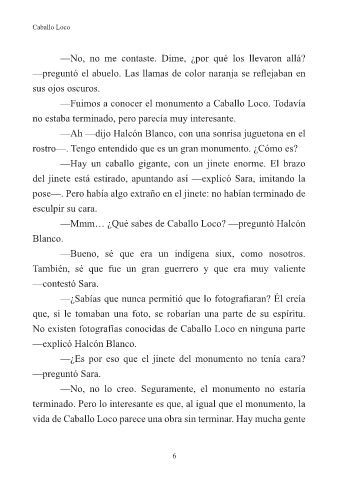 Caballo Loco
—No, no me contaste. Dime, ¿por qué los llevaron allá?
—preguntó el abuelo. Las llamas de color naranja se reflejaban en
sus ojos oscuros.
—Fuimos a conocer el monumento a Caballo Loco. Todavía
no estaba terminado, pero parecía muy interesante.
—Ah —dijo Halcón Blanco, con una sonrisa juguetona en el
rostro—. Tengo entendido que es un gran monumento. ¿Cómo es?
—Hay un caballo gigante, con un jinete enorme. El brazo
del jinete está estirado, apuntando así —explicó Sara, imitando la
pose—. Pero había algo extraño en el jinete: no habían terminado de
esculpir su cara.
—Mmm… ¿Qué sabes de Caballo Loco? —preguntó Halcón
Blanco.
—Bueno, sé que era un indígena siux, como nosotros.
También, sé que fue un gran guerrero y que era muy valiente
—contestó Sara.
—¿Sabías que nunca permitió que lo fotografiaran? Él creía
que, si le tomaban una foto, se robarían una parte de su espíritu.
No existen fotografías conocidas de Caballo Loco en ninguna parte
—explicó Halcón Blanco.
—¿Es por eso que el jinete del monumento no tenía cara?
—preguntó Sara.
—No, no lo creo. Seguramente, el monumento no estaría
terminado. Pero lo interesante es que, al igual que el monumento, la
vida de Caballo Loco parece una obra sin terminar. Hay mucha gente
6